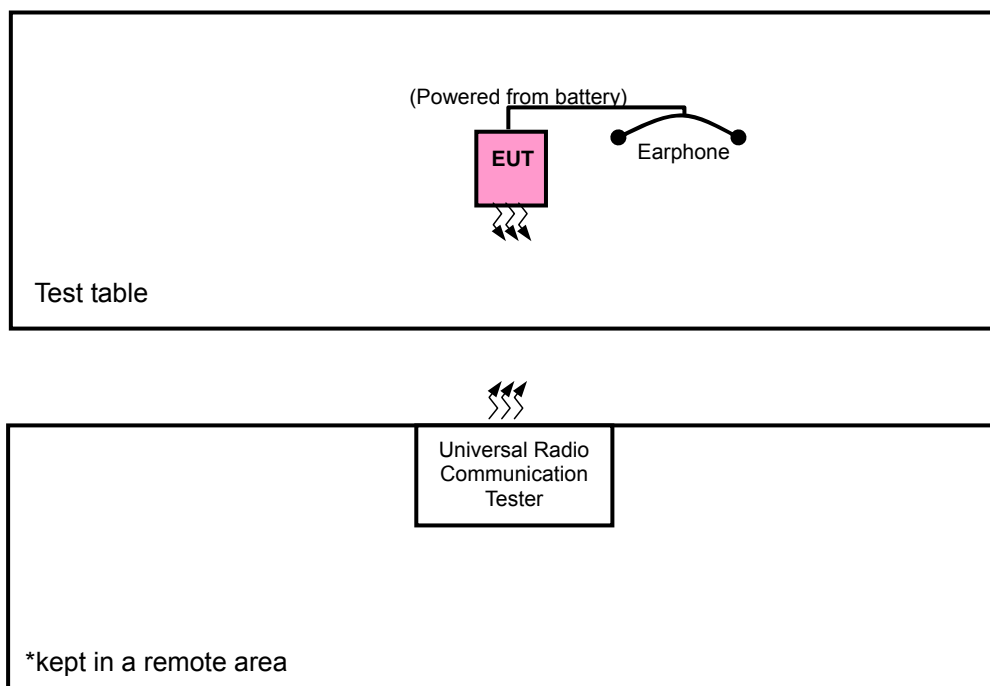 (Powered from battery)
EUT
Earphone
Test table
Universal Radio
Communication
Tester
*kept in a remote area